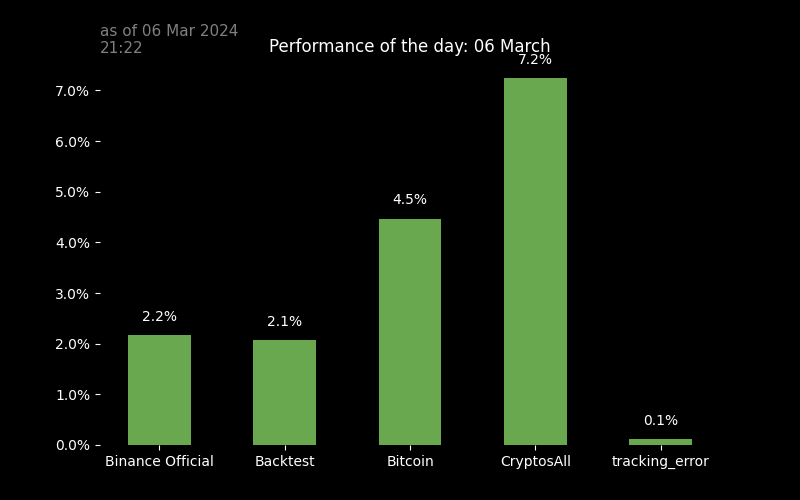 as of 06 Mar 2024
21:22
Performance of the day: 06 March
7.2%
7.0%
6.0%
5.0%
4.5%
4.0%
3.0%
2.2%
2.1%
2.0%
1.0%
0.1%
0.0%
Binance Official
Backtest
Bitcoin
CryptosAll
tracking_error